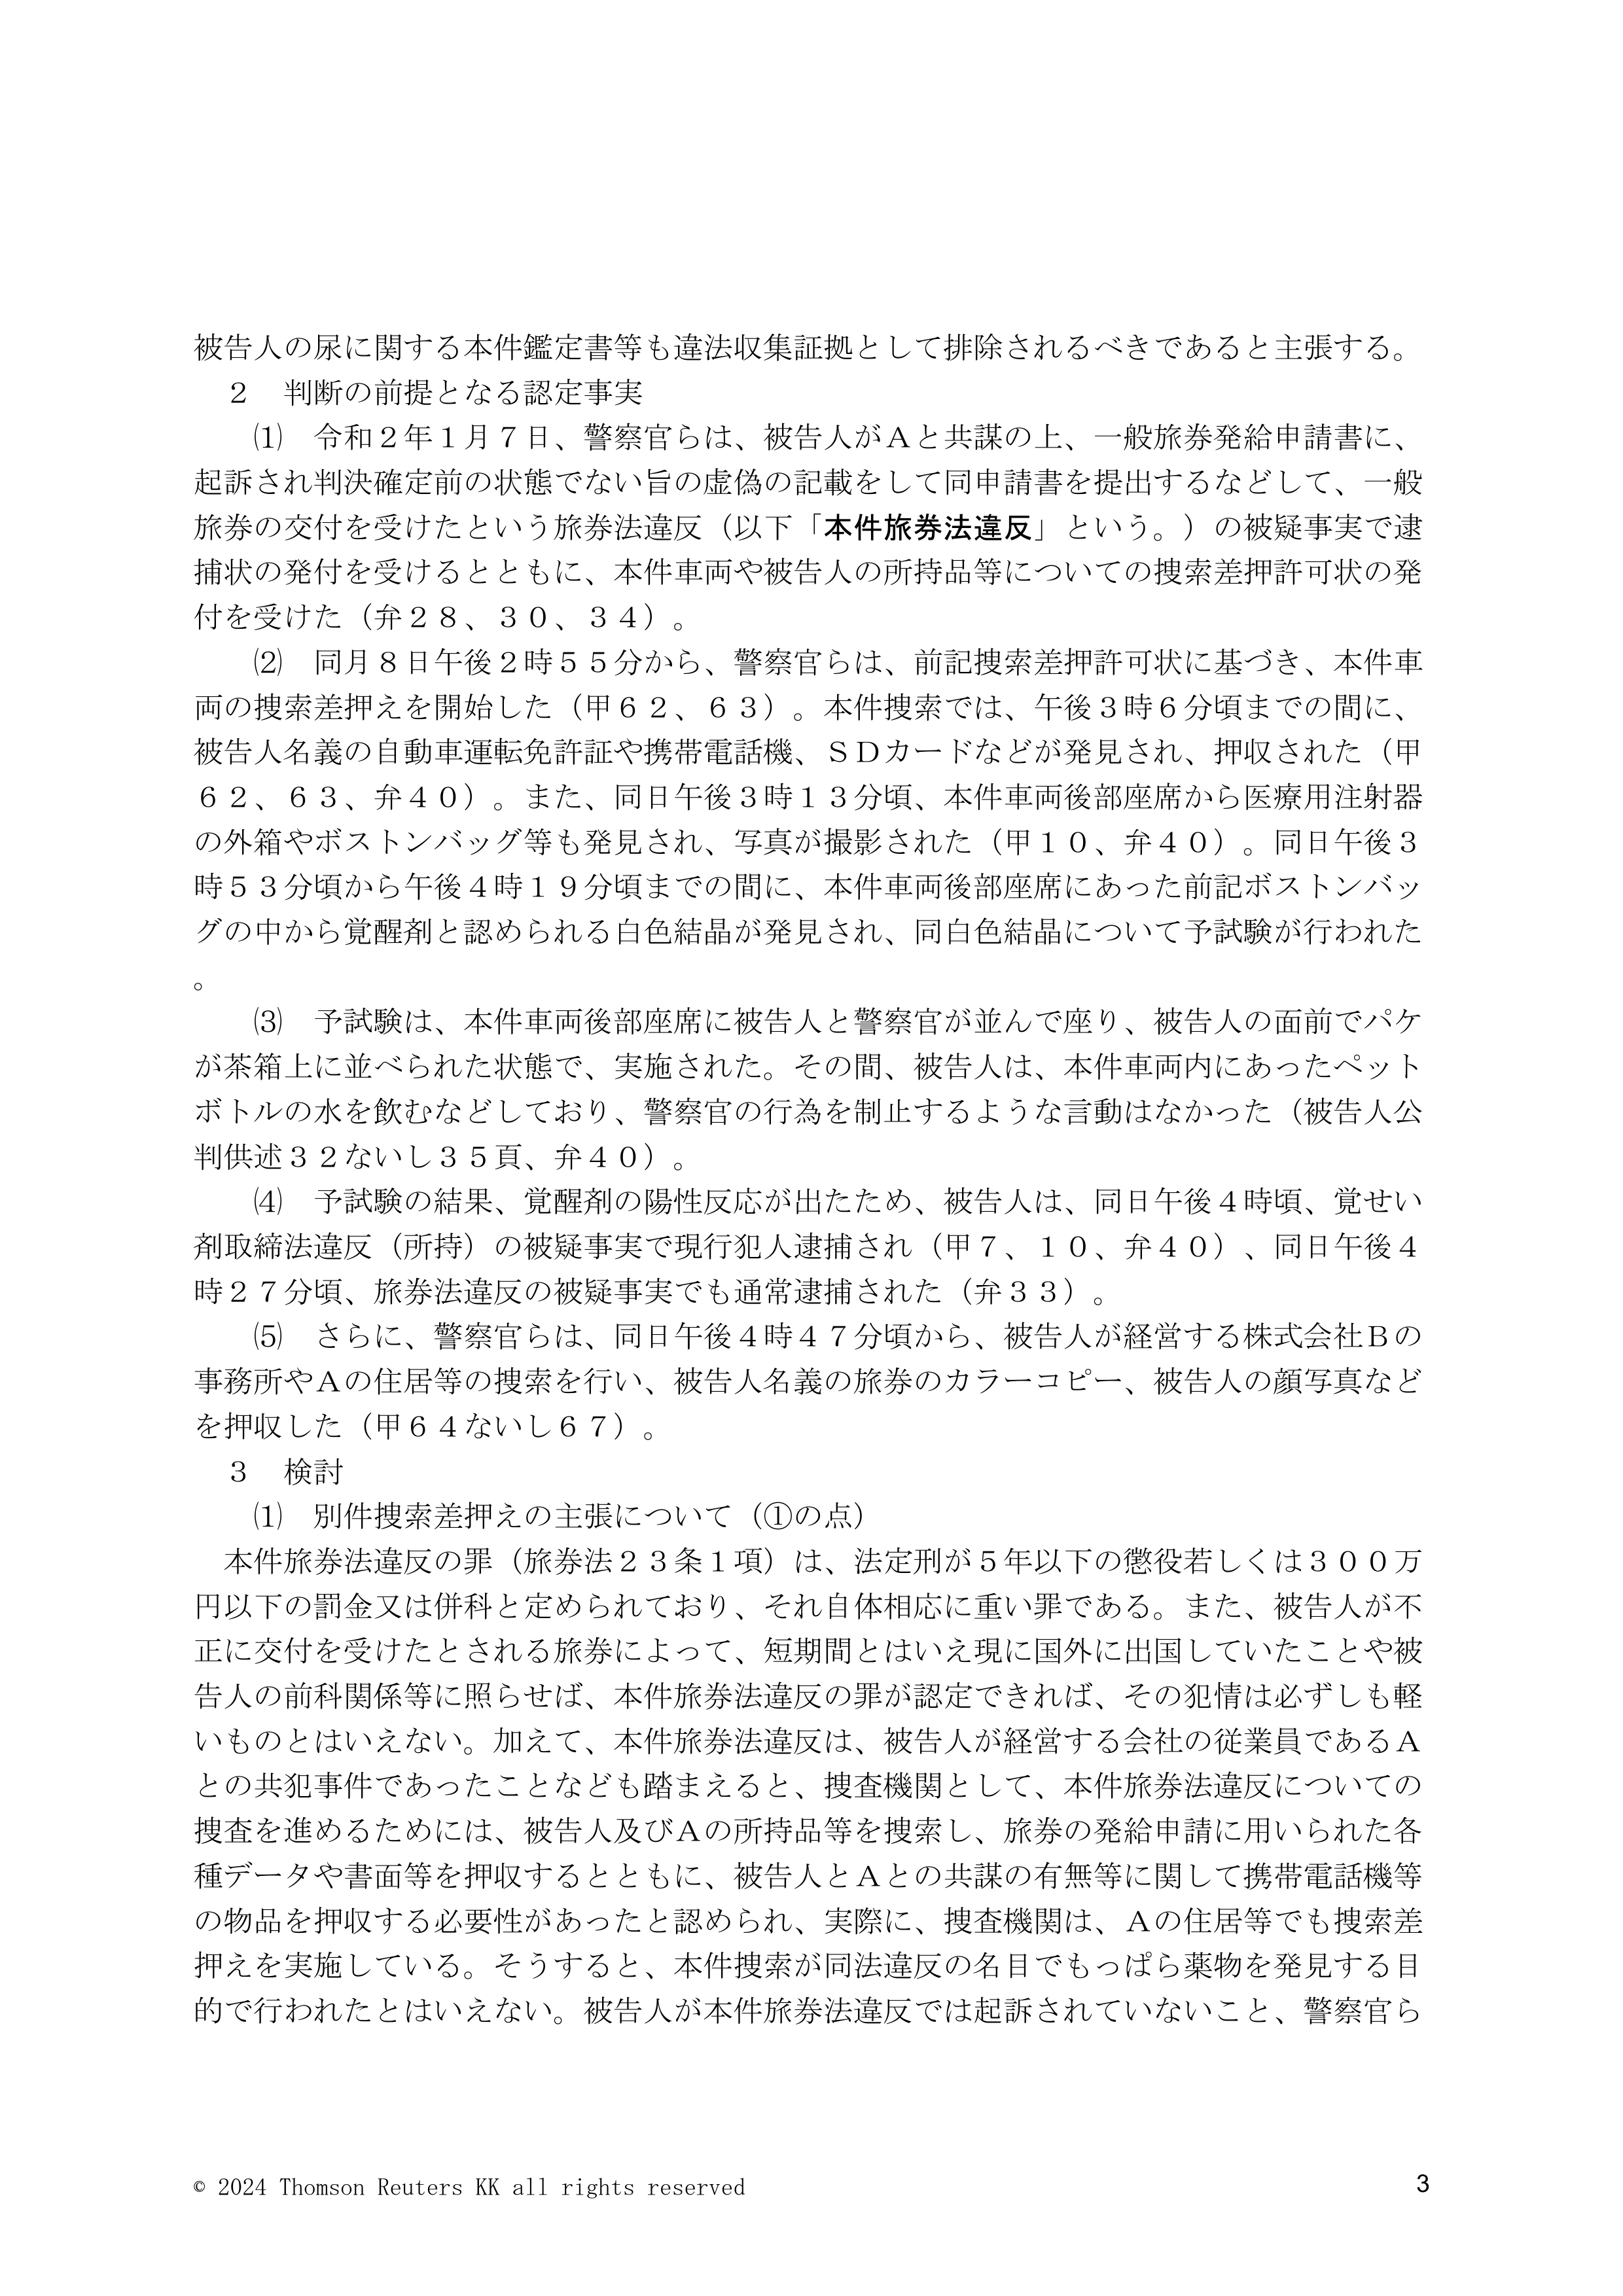 被告人の尿に関する本件鑑定書等も違法収集証拠として排除されるべきであると主張する。
２　判断の前提となる認定事実
⑴　令和２年１月７日、警察官らは、被告人がＡと共謀の上、一般旅券発給申請書に、
起訴され判決確定前の状態でない旨の虚偽の記載をして同申請書を提出するなどして、一般
旅券の交付を受けたという旅券法違反（以下「本件旅券法違反」という。）の被疑事実で逮
捕状の発付を受けるとともに、本件車両や被告人の所持品等についての捜索差押許可状の発
付を受けた（弁２８、３０、３４）。
⑵　同月８日午後２時５５分から、警察官らは、前記捜索差押許可状に基づき、本件車
両の捜索差押えを開始した（甲６２、６３）。本件捜索では、午後３時６分頃までの間に、
被告人名義の自動車運転免許証や携帯電話機、ＳＤカードなどが発見され、押収された（甲
６２、６３、弁４０）。また、同日午後３時１３分頃、本件車両後部座席から医療用注射器
の外箱やボストンバッグ等も発見され、写真が撮影された（甲１０、弁４０）。同日午後３
時５３分頃から午後４時１９分頃までの間に、本件車両後部座席にあった前記ボストンバッ
グの中から覚醒剤と認められる白色結晶が発見され、同白色結晶について予試験が行われた
。
⑶　予試験は、本件車両後部座席に被告人と警察官が並んで座り、被告人の面前でパケ
が茶箱上に並べられた状態で、実施された。その間、被告人は、本件車両内にあったペット
ボトルの水を飲むなどしており、警察官の行為を制止するような言動はなかった（被告人公
判供述３２ないし３５頁、弁４０）。
⑷　予試験の結果、覚醒剤の陽性反応が出たため、被告人は、同日午後４時頃、覚せい
剤取締法違反（所持）の被疑事実で現行犯人逮捕され（甲７、１０、弁４０）、同日午後４
時２７分頃、旅券法違反の被疑事実でも通常逮捕された（弁３３）。
⑸　さらに、警察官らは、同日午後４時４７分頃から、被告人が経営する株式会社Ｂの
事務所やＡの住居等の捜索を行い、被告人名義の旅券のカラーコピー、被告人の顔写真など
を押収した（甲６４ないし６７）。
３　検討
⑴　別件捜索差押えの主張について（①の点）
本件旅券法違反の罪（旅券法２３条１項）は、法定刑が５年以下の懲役若しくは３００万
円以下の罰金又は併科と定められており、それ自体相応に重い罪である。また、被告人が不
正に交付を受けたとされる旅券によって、短期間とはいえ現に国外に出国していたことや被
告人の前科関係等に照らせば、本件旅券法違反の罪が認定できれば、その犯情は必ずしも軽
いものとはいえない。加えて、本件旅券法違反は、被告人が経営する会社の従業員であるＡ
との共犯事件であったことなども踏まえると、捜査機関として、本件旅券法違反についての
捜査を進めるためには、被告人及びＡの所持品等を捜索し、旅券の発給申請に用いられた各
種データや書面等を押収するとともに、被告人とＡとの共謀の有無等に関して携帯電話機等
の物品を押収する必要性があったと認められ、実際に、捜査機関は、Ａの住居等でも捜索差
押えを実施している。そうすると、本件捜索が同法違反の名目でもっぱら薬物を発見する目
的で行われたとはいえない。被告人が本件旅券法違反では起訴されていないこと、警察官ら
© 2024 Thomson Reuters KK all rights reserved
3